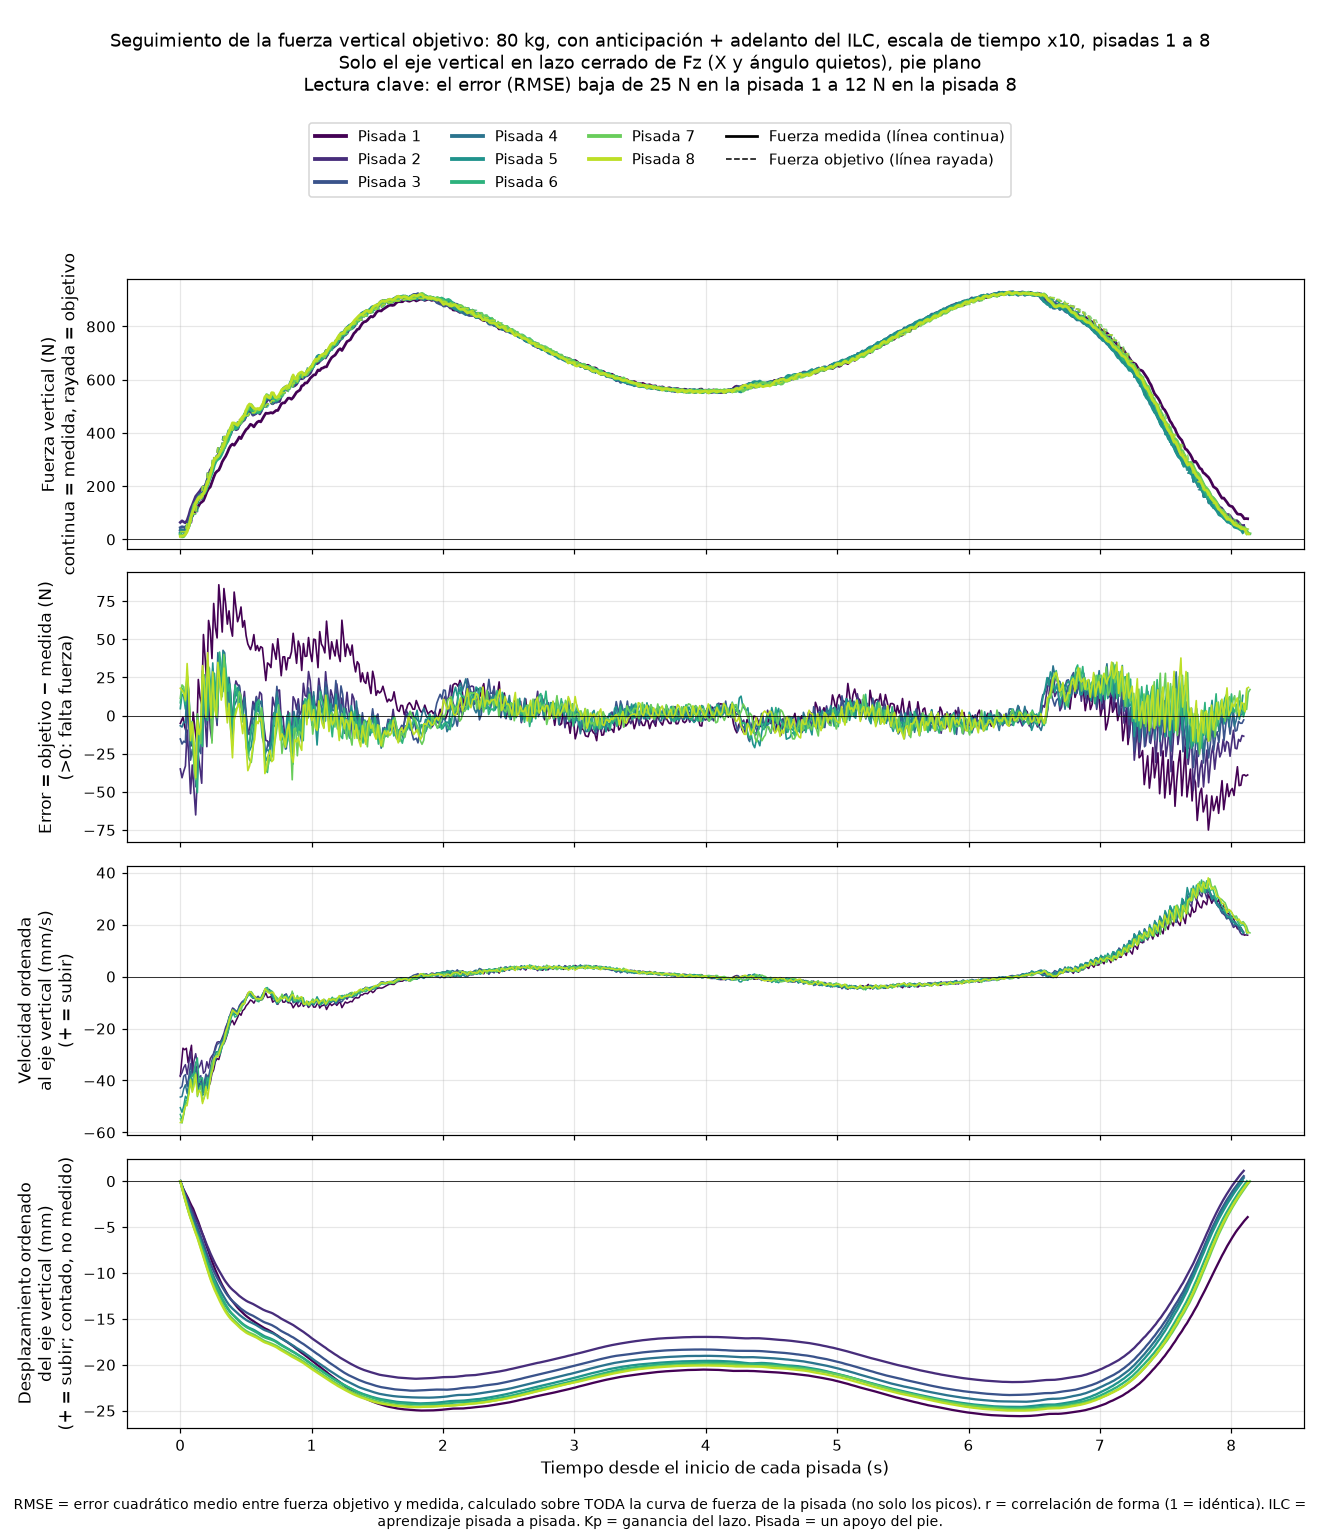 Seguimiento de la fuerza vertical objetivo: 80 kg, con anticipación + adelanto del ILC, escala de tiempo x10, pisadas 1 a 8
Solo el eje vertical en lazo cerrado de Fz (X y ángulo quietos), pie plano
Lectura clave: el error (RMSE) baja de 25 N en la pisada 1 a 12 N en la pisada 8
Pisada 1
Pisada 2
Pisada 3
Pisada 4
Pisada 5
Pisada 6
Pisada 7
Pisada 8
Fuerza medida (línea continua)
Fuerza objetivo (línea rayada)
Fuerza vertical (N)
continua = medida, rayada = objetivo
800
600
400
200
0
Error = objetivo − medida (N)
(>0: falta fuerza)
75
50
25
0
−25
−50
−75
Velocidad ordenada
al eje vertical (mm/s)
(+ = subir)
40
20
0
−20
−40
−60
Desplazamiento ordenado
del eje vertical (mm)
(+ = subir; contado, no medido)
0
−5
−10
−15
−20
−25
0 1 2 3 4 5 6 7 8
Tiempo desde el inicio de cada pisada (s)
RMSE = error cuadrático medio entre fuerza objetivo y medida, calculado sobre TODA la curva de fuerza de la pisada (no solo los picos). r = correlación de forma (1 = idéntica). ILC =
aprendizaje pisada a pisada. Kp = ganancia del lazo. Pisada = un apoyo del pie.